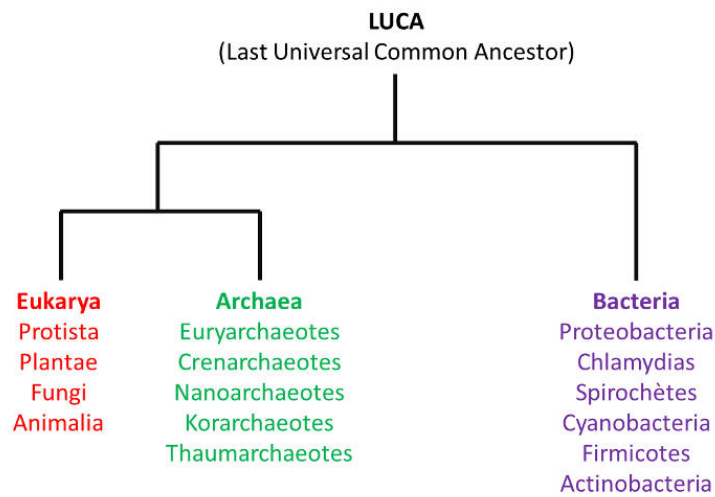 LUCA
(Last Universal Common Ancestor)
Eukarya
Protista
Plantae
Fungi
Animalia
Archaea
Euryarchaeotes
Crenarchaeotes
Nanoarchaeotes
Korarchaeotes
Thaumarchaeotes
Bacteria
Proteobacteria
Chlamydias
Spirochètes
Cyanobacteria
Firmicotes
Actinobacteria